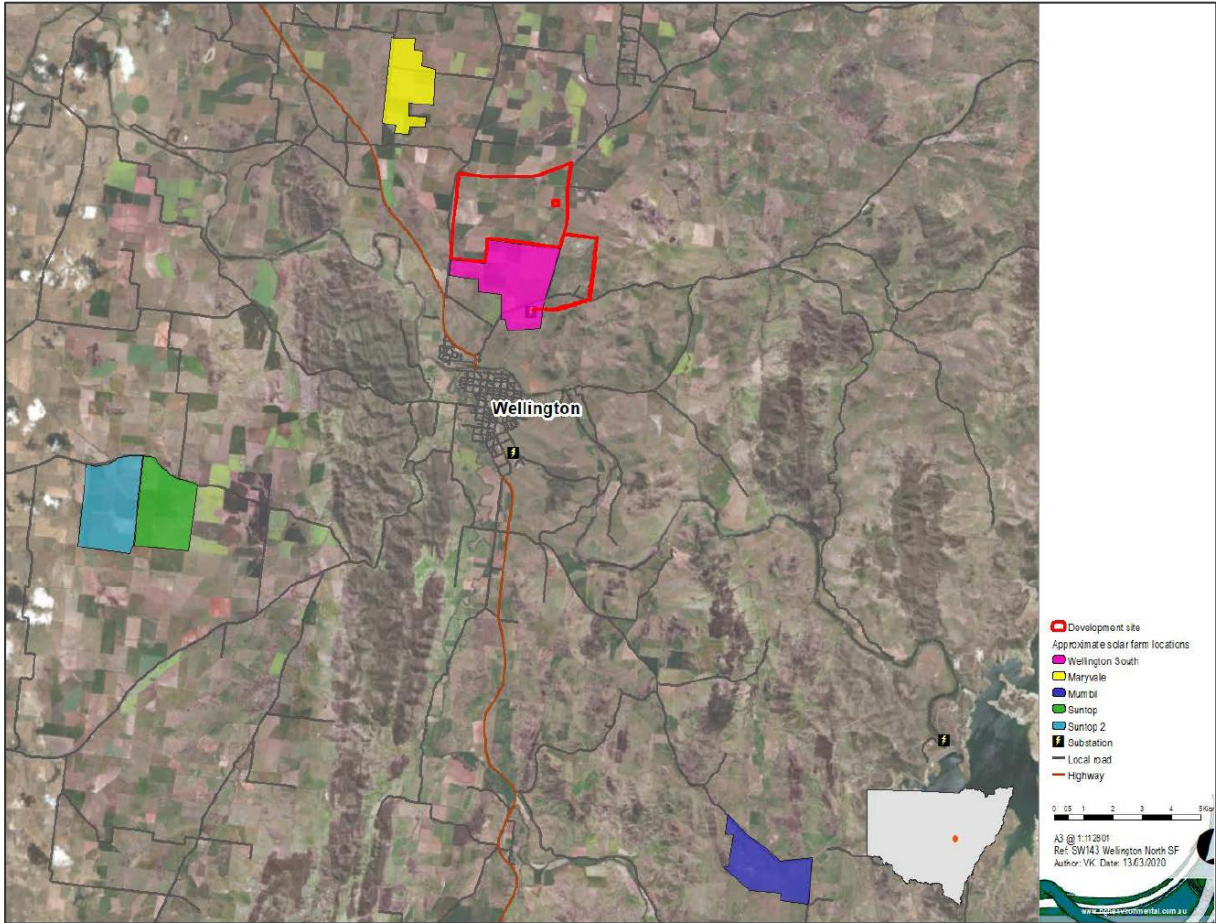 Wellington
Development site
Approximate solar farm locations
Wellington South
Maryvale
Mumbil
Suntop
Suntop 2
Substation
Local road
Highway
0 0.5 1 2 3 4
A3 @ 1:112801
Ref: SW143 Wellington North SF
Author: VK Date: 13.03.2020